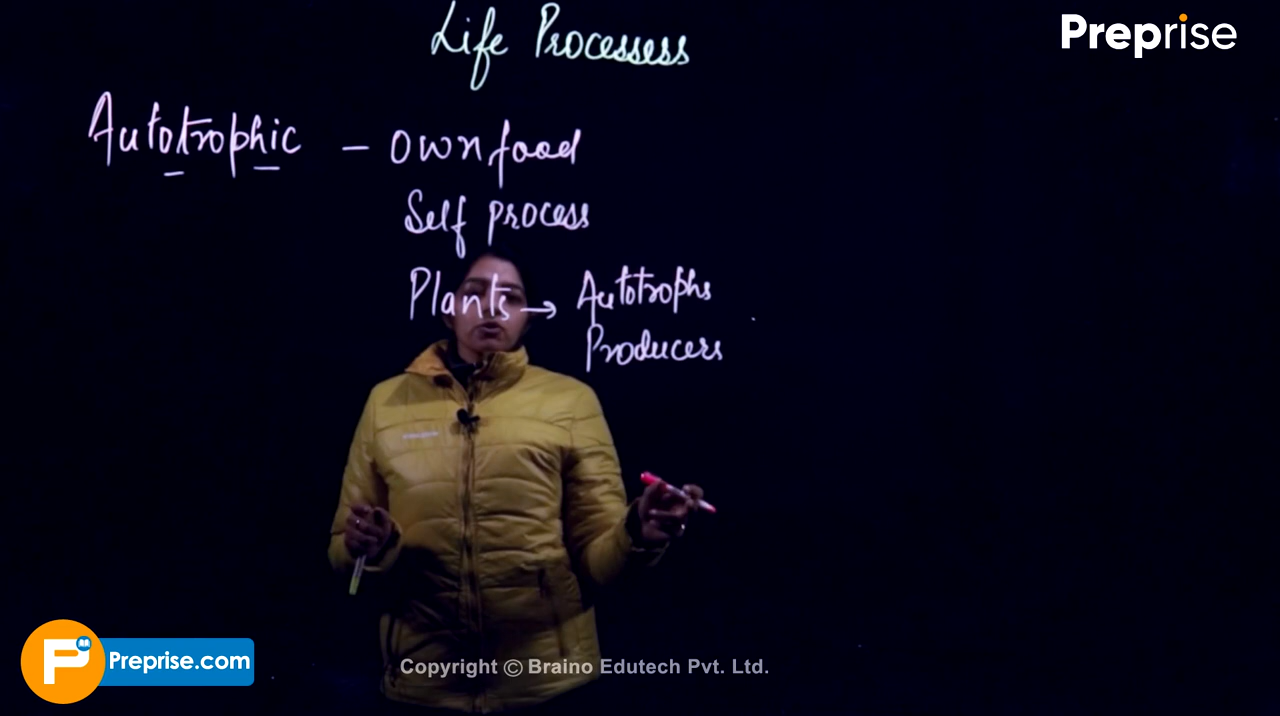 Life Processess
Preprise
Autotrophic – Own food
Self process
Plants → Autotrophs
Producers
Preprise.com
Copyright © Braino Edutech Pvt. Ltd.